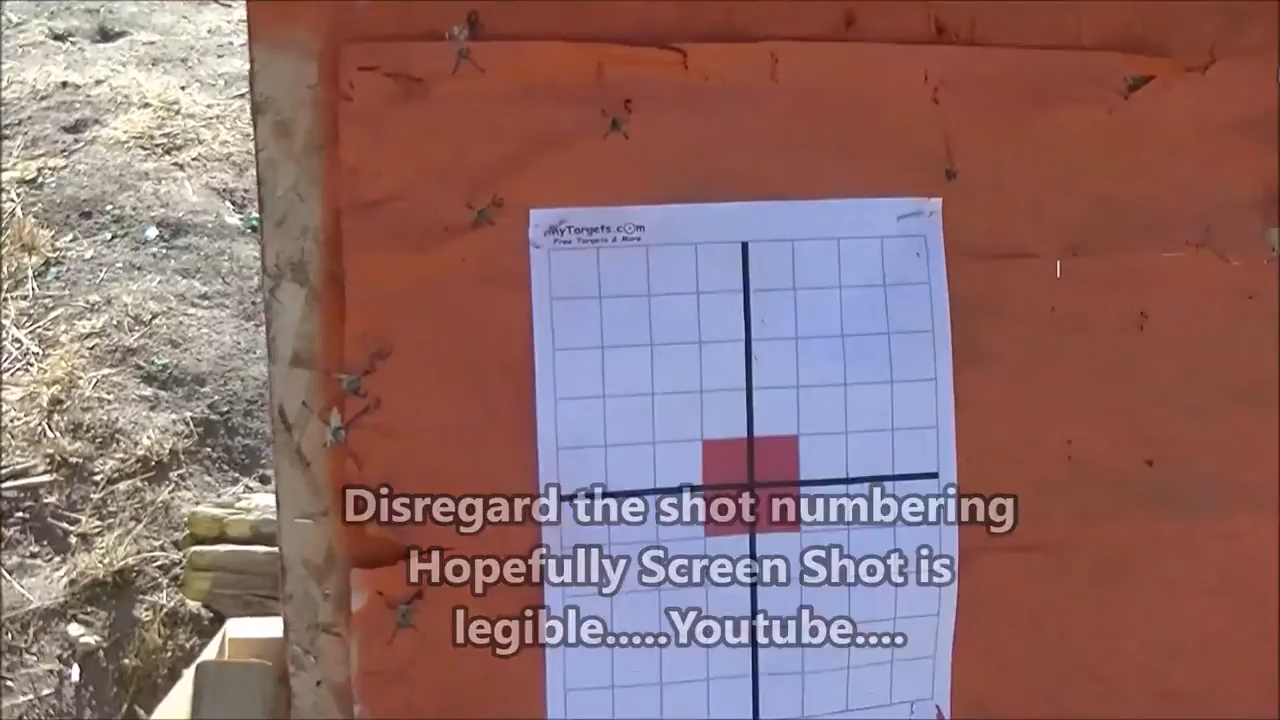 myTargets.com
Free Targets & More
Disregard the shot numbering
Hopefully Screen Shot is
legible.....Youtube....